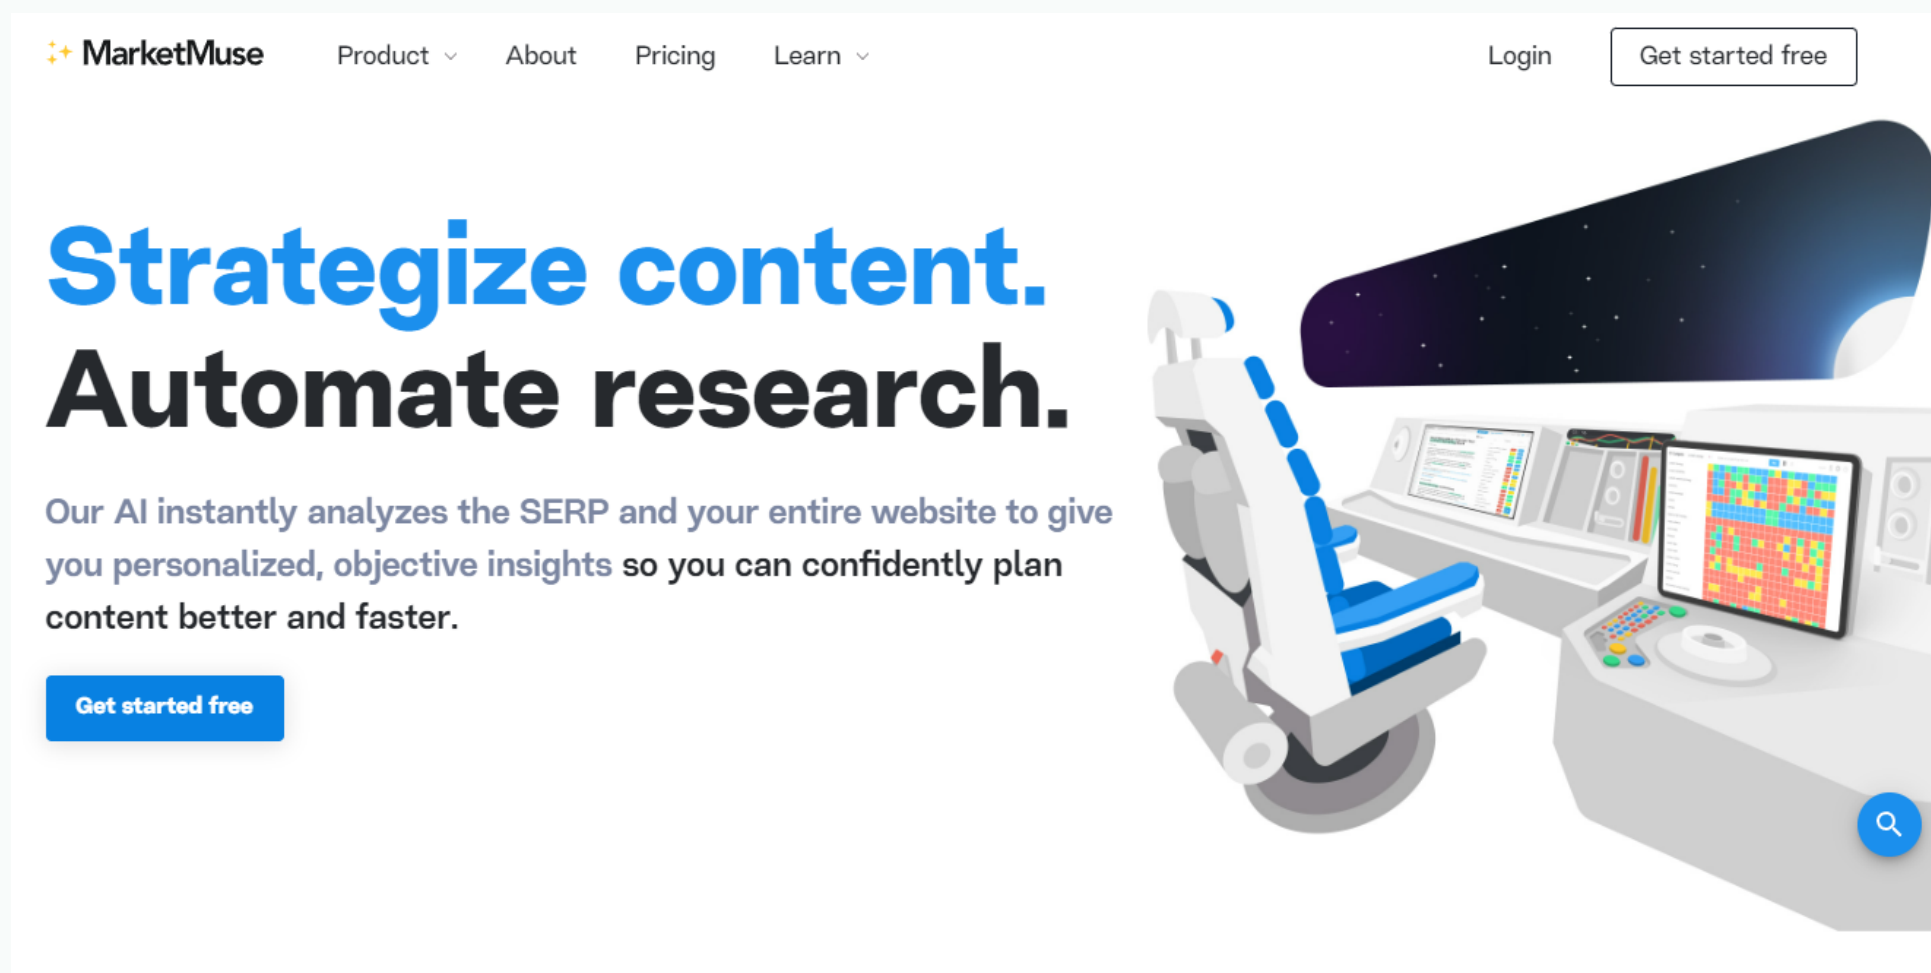 MarketMuse Product About Pricing Learn Login Get started free
Strategize content.
Automate research.
Our AI instantly analyzes the SERP and your entire website to give
you personalized, objective insights so you can confidently plan
content better and faster.
Get started free